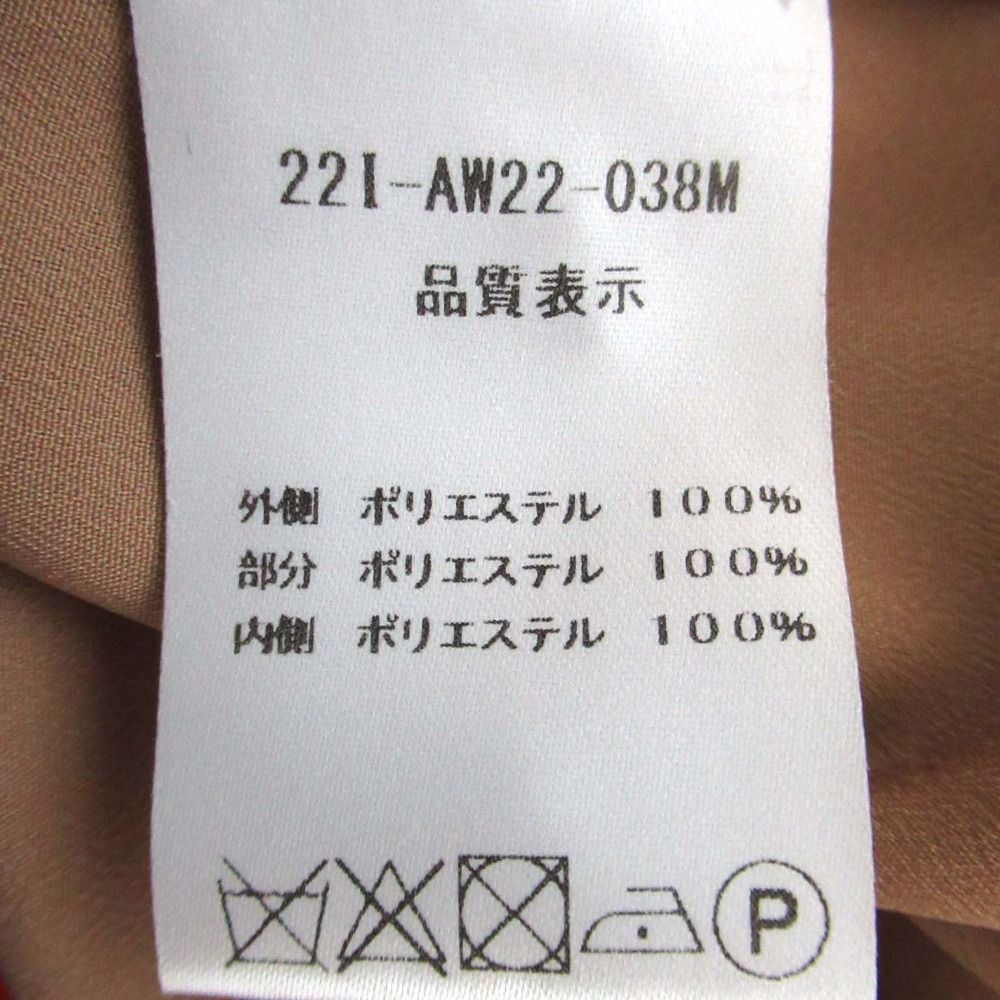 22I-AW22-038M
品質表示
外側 ポリエステル 100%
部分 ポリエステル 100%
内側 ポリエステル 100%
P